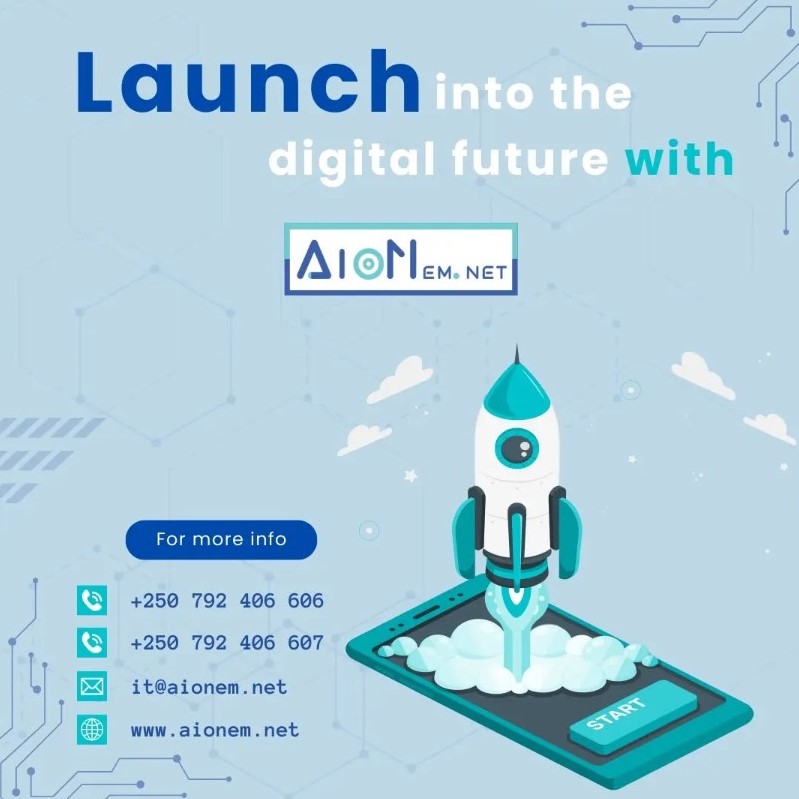 Launch into the
digital future with
AIONEM.NET
For more info
+250 792 406 606
+250 792 406 607
it@aionem.net
www.aionem.net
START